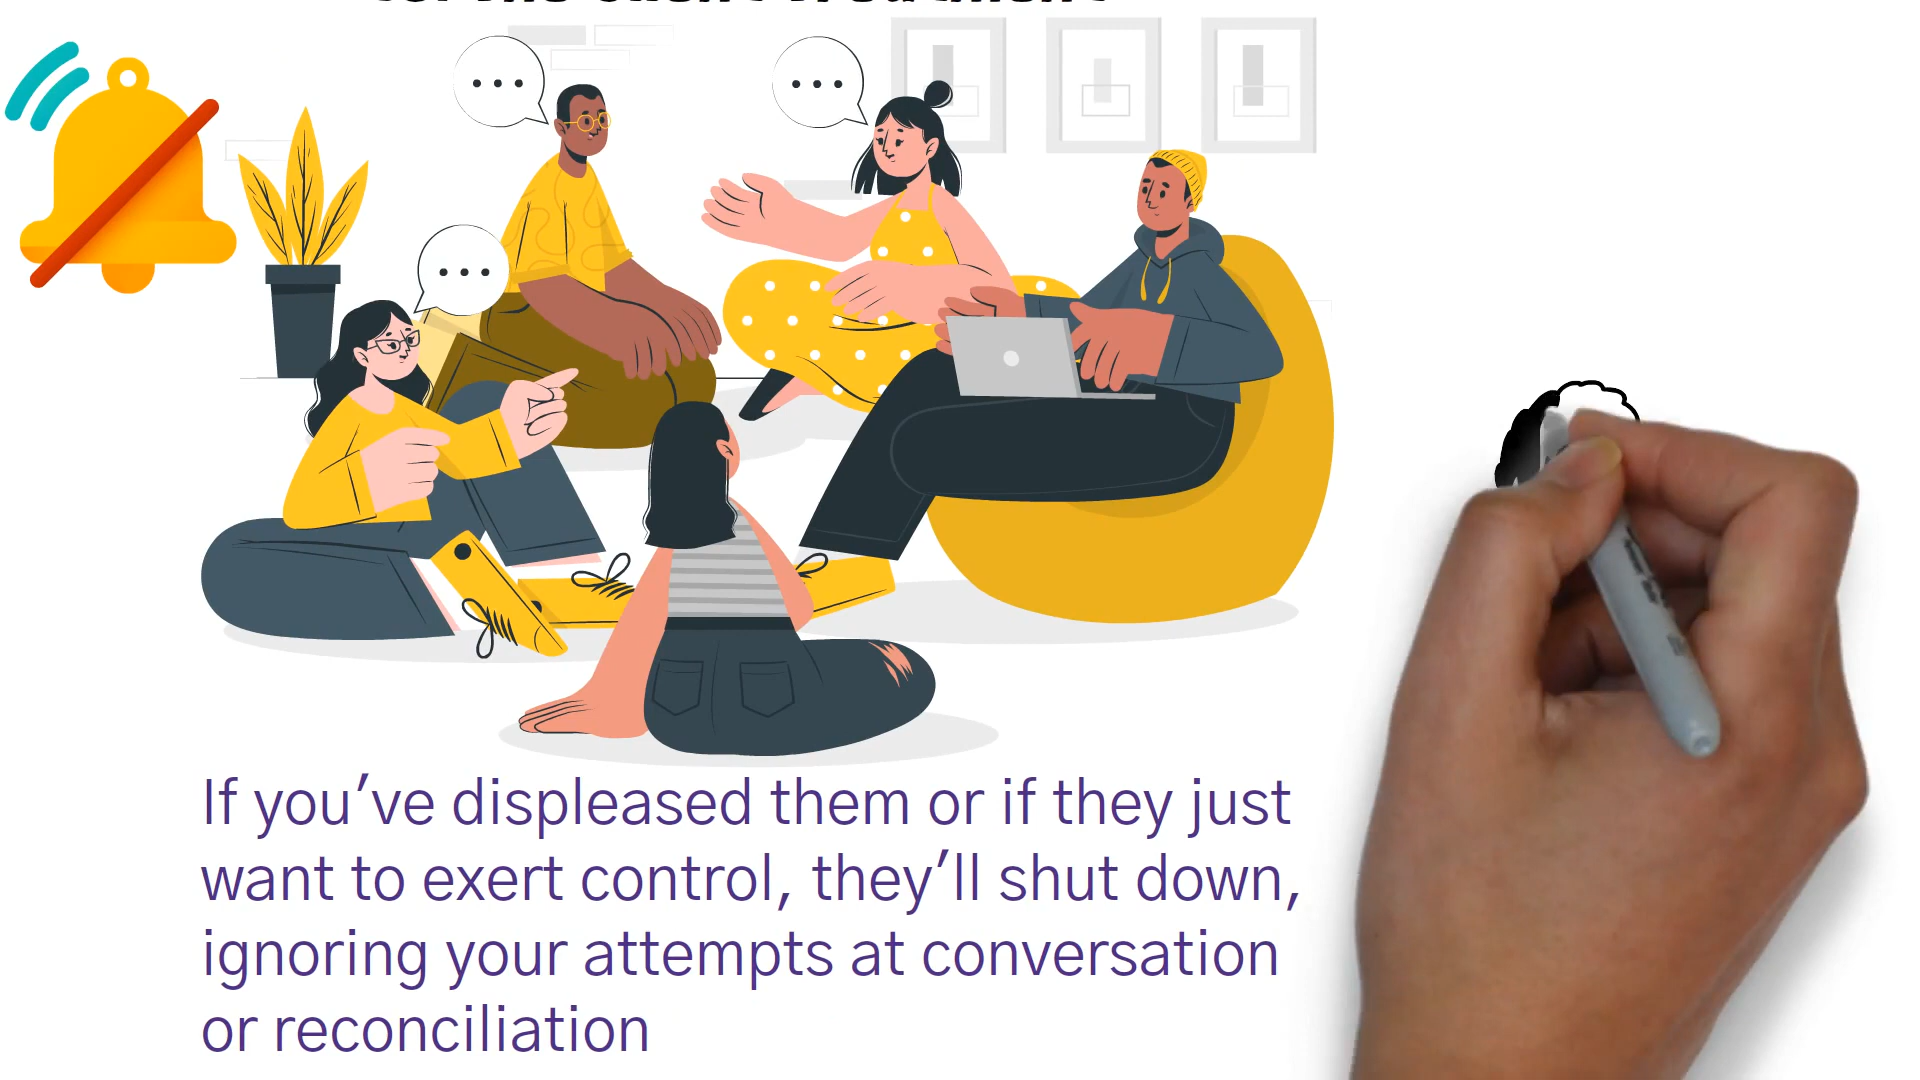 If you’ve displeased them or if they just
want to exert control, they’ll shut down,
ignoring your attempts at conversation
or reconciliation